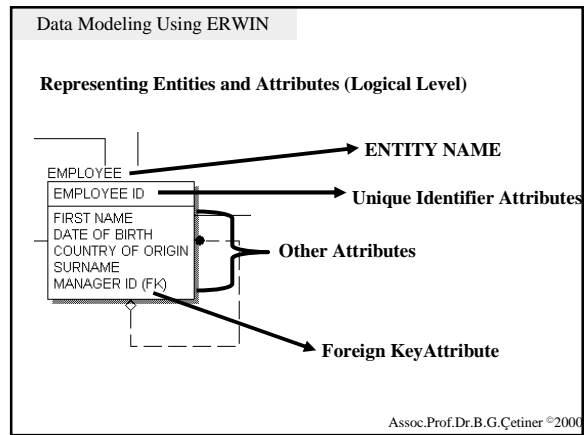 Data Modeling Using ERWIN
Representing Entities and Attributes (Logical Level)
ENTITY NAME
EMPLOYEE
EMPLOYEE ID
Unique Identifier Attributes
FIRST NAME
DATE OF BIRTH
COUNTRY OF ORIGIN
SURNAME
MANAGER ID (FK)
Other Attributes
Foreign KeyAttribute
Assoc.Prof.Dr.B.G.Çetiner ©2000